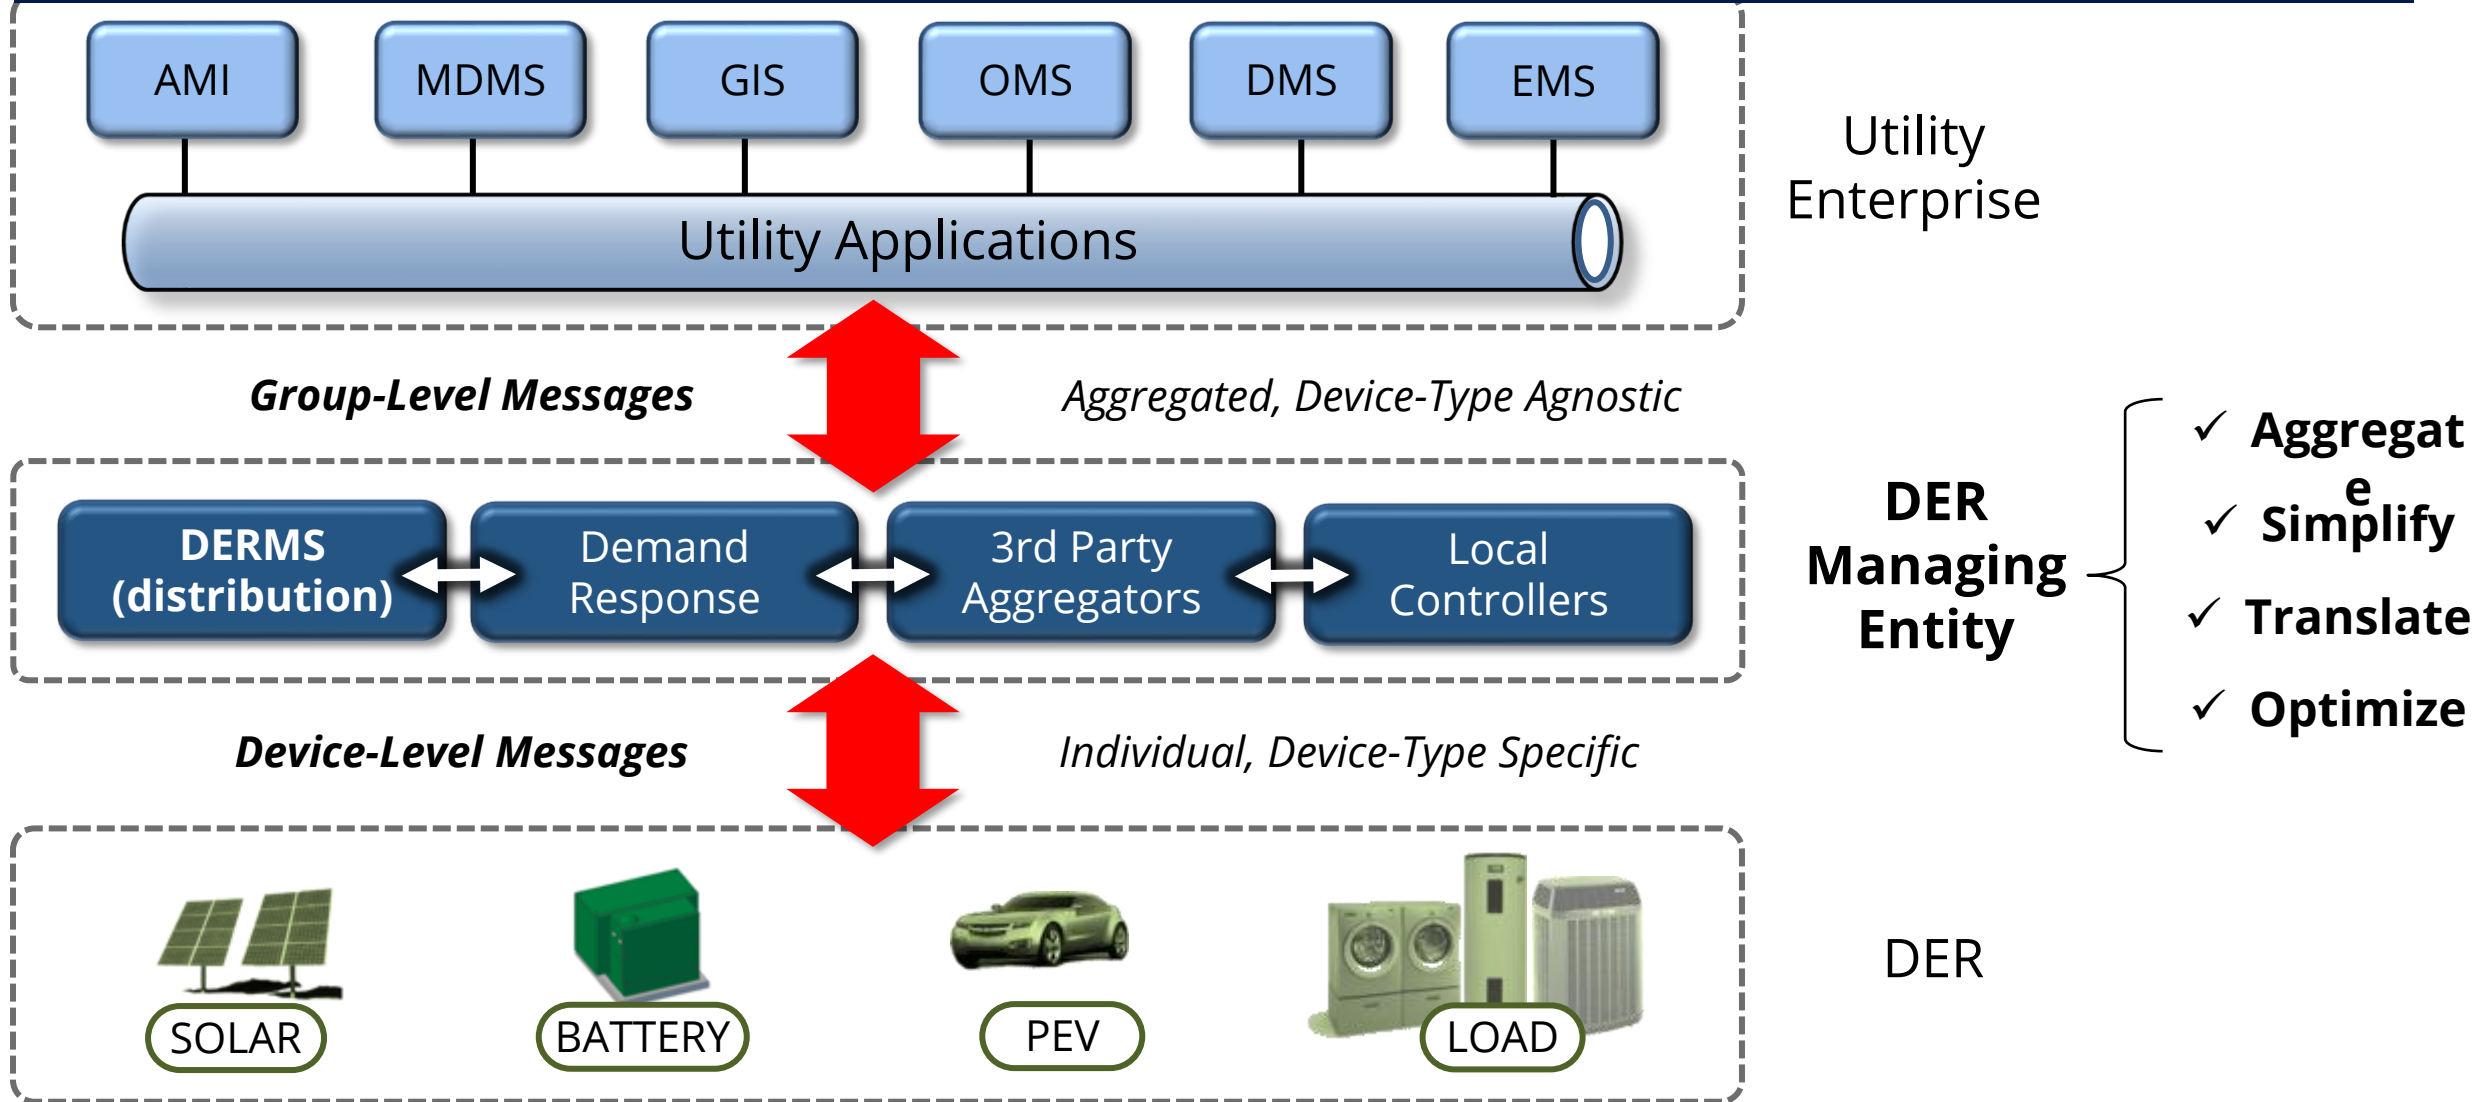 AMI
MDMS
GIS
OMS
DMS
EMS
Utility Applications
Utility
Enterprise
Group-Level Messages
Aggregated, Device-Type Agnostic
DERMS
(distribution)
Demand
Response
3rd Party
Aggregators
Local
Controllers
DER
Managing
Entity
✓ Aggregat
e
✓ Simplify
✓ Translate
✓ Optimize
Device-Level Messages
Individual, Device-Type Specific
SOLAR
BATTERY
PEV
LOAD
DER